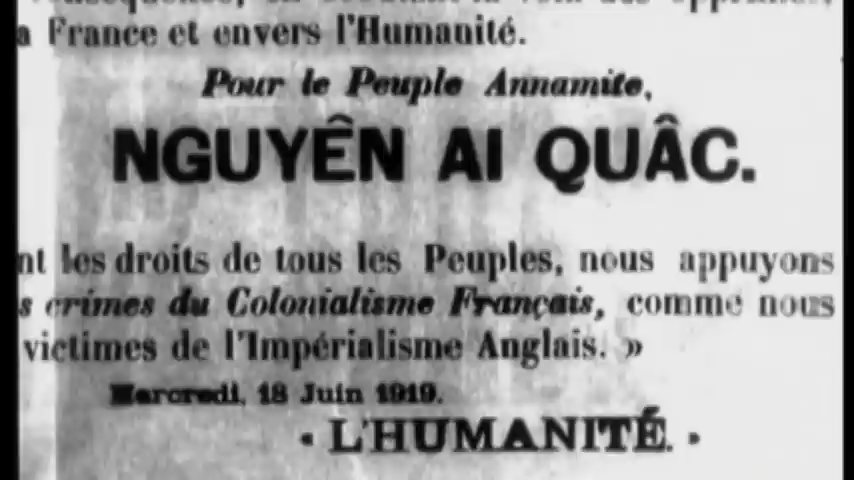 a France et envers l'Humanité.
Pour le Peuple Annamite,
NGUYÊN AI QUÂC.
nt les droits de tous les Peuples, nous appuyons
s crimes du Colonialisme Français, comme nous
victimes de l'Impérialisme Anglais. »
Mercredi, 18 Juin 1919.
« L'HUMANITÉ. »